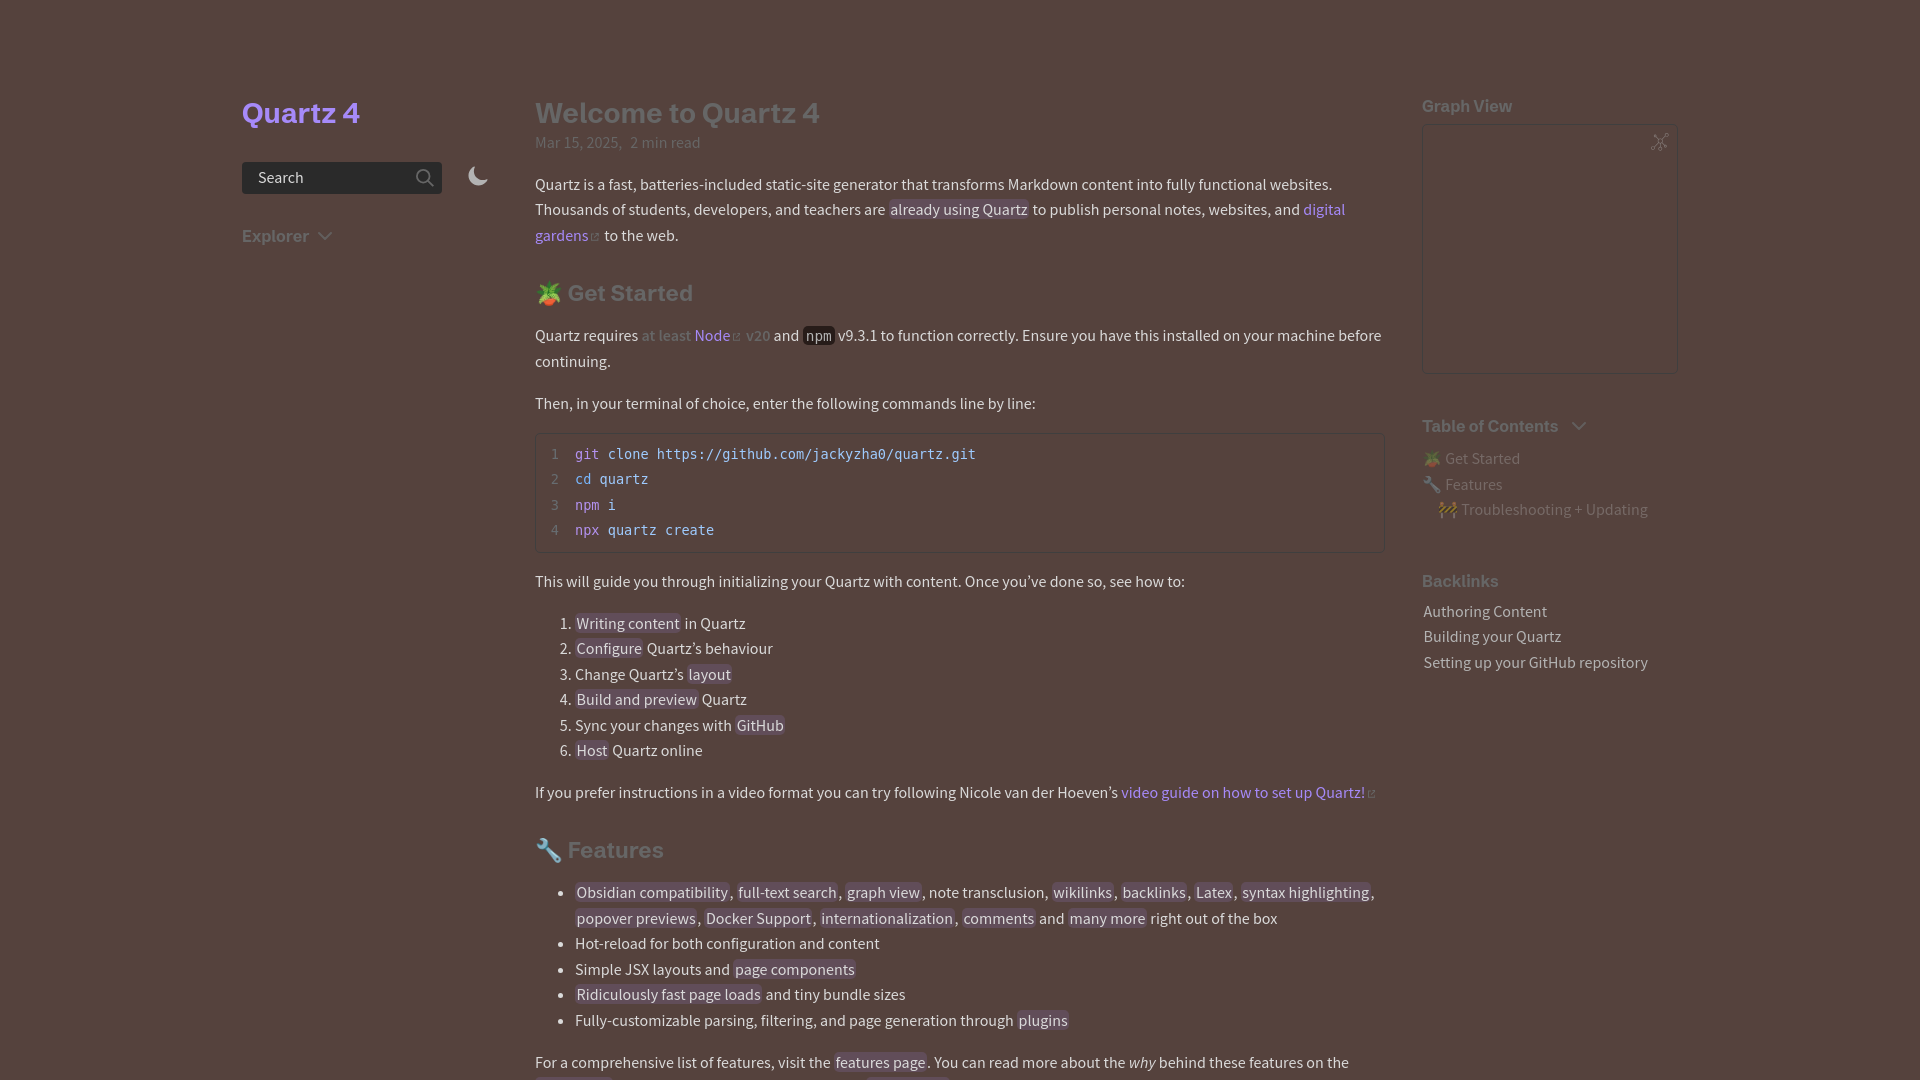 Quartz 4
Search
Explorer
Welcome to Quartz 4
Mar 15, 2025, 2 min read
Quartz is a fast, batteries-included static-site generator that transforms Markdown content into fully functional websites.
Thousands of students, developers, and teachers are already using Quartz to publish personal notes, websites, and digital
gardens to the web.
🪴 Get Started
Quartz requires at least Node v20 and npm v9.3.1 to function correctly. Ensure you have this installed on your machine before
continuing.
Then, in your terminal of choice, enter the following commands line by line:
1 git clone https://github.com/jackyzha0/quartz.git
2 cd quartz
3 npm i
4 npx quartz create
This will guide you through initializing your Quartz with content. Once you’ve done so, see how to:
1. Writing content in Quartz
2. Configure Quartz’s behaviour
3. Change Quartz’s layout
4. Build and preview Quartz
5. Sync your changes with GitHub
6. Host Quartz online
If you prefer instructions in a video format you can try following Nicole van der Hoeven’s video guide on how to set up Quartz!
🔧 Features
• Obsidian compatibility, full-text search, graph view, note transclusion, wikilinks, backlinks, Latex, syntax highlighting,
popover previews, Docker Support, internationalization, comments and many more right out of the box
• Hot-reload for both configuration and content
• Simple JSX layouts and page components
• Ridiculously fast page loads and tiny bundle sizes
• Fully-customizable parsing, filtering, and page generation through plugins
For a comprehensive list of features, visit the features page. You can read more about the why behind these features on the
Graph View
Table of Contents
🪴 Get Started
🔧 Features
🚧 Troubleshooting + Updating
Backlinks
Authoring Content
Building your Quartz
Setting up your GitHub repository